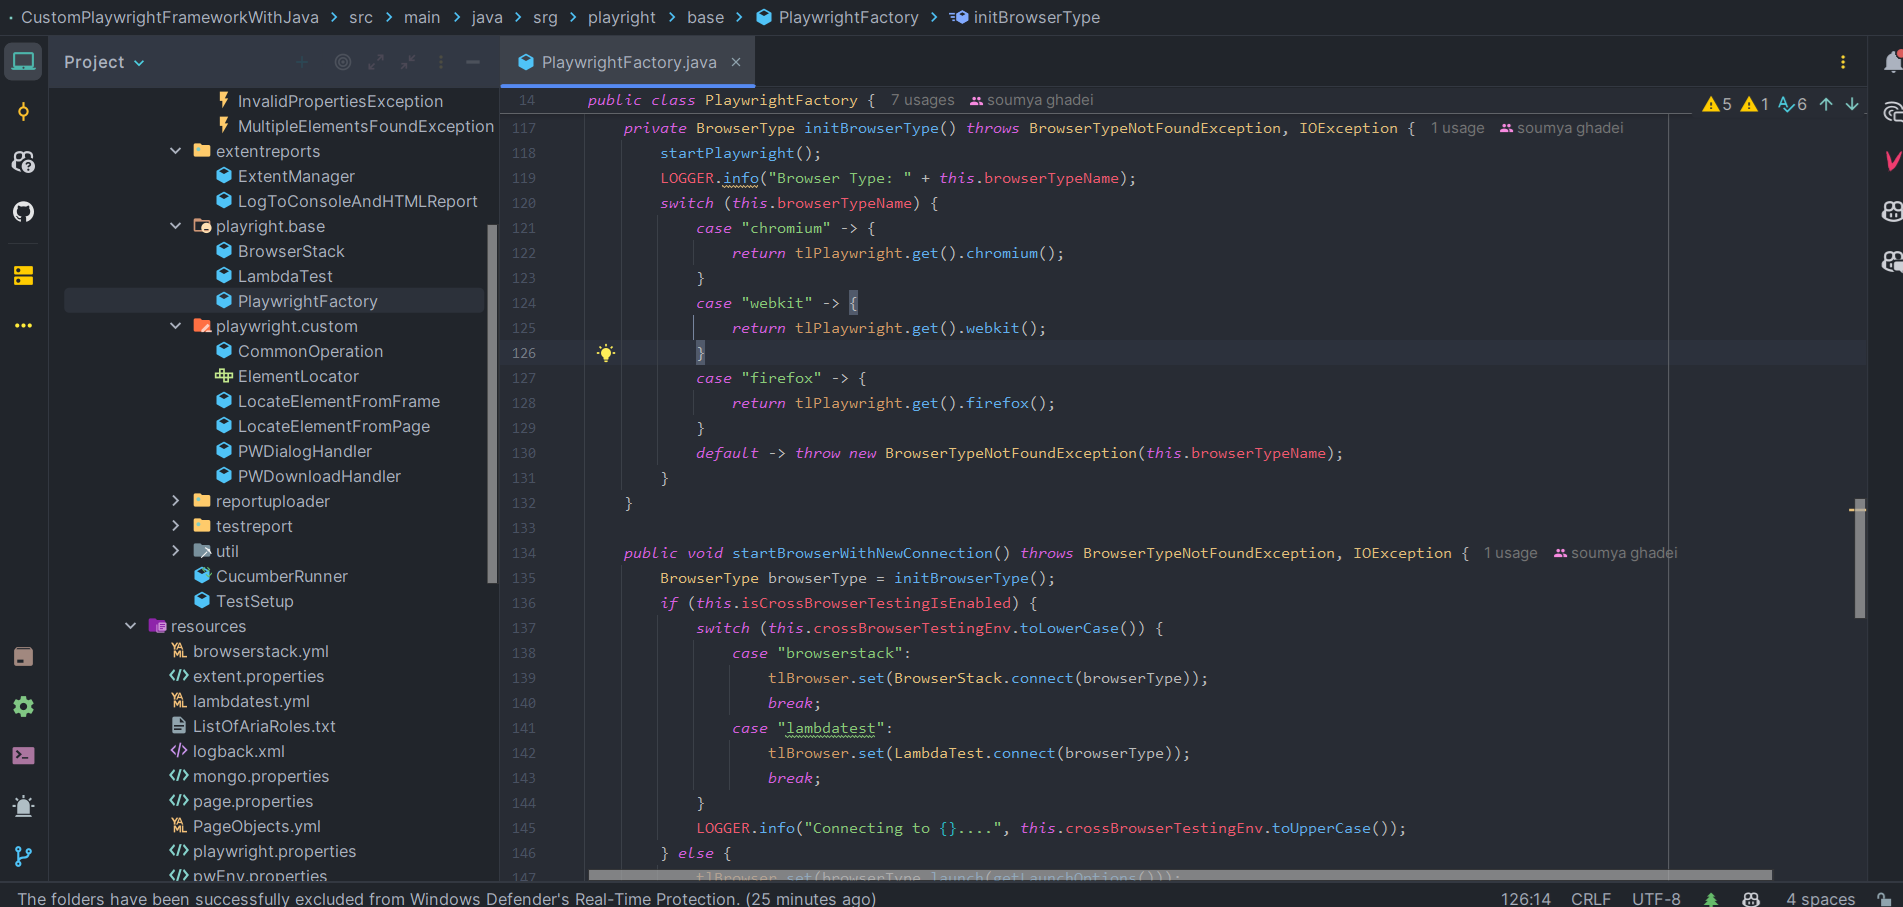 CustomPlaywrightFrameworkWithJava > src > main > java > srg > playright > base > PlaywrightFactory > initBrowserType
Project
InvalidPropertiesException
MultipleElementsFoundException
extentreports
ExtentManager
LogToConsoleAndHTMLReport
playright.base
BrowserStack
LambdaTest
PlaywrightFactory
playwright.custom
CommonOperation
ElementLocator
LocateElementFromFrame
LocateElementFromPage
PWDialogHandler
PWDownloadHandler
reportuploader
testreport
util
CucumberRunner
TestSetup
resources
browserstack.yml
extent.properties
lambdatest.yml
ListOfAriaRoles.txt
logback.xml
mongo.properties
page.properties
PageObjects.yml
playwright.properties
pwEnv.properties
PlaywrightFactory.java
5 1 6
14 public class PlaywrightFactory { 7 usages soumya ghadei
117 private BrowserType initBrowserType() throws BrowserTypeNotFoundException, IOException { 1 usage soumya ghadei
118 startPlaywright();
119 LOGGER.info("Browser Type: " + this.browserTypeName);
120 switch (this.browserTypeName) {
121 case "chromium" -> {
122 return tlPlaywright.get().chromium();
123 }
124 case "webkit" -> {
125 return tlPlaywright.get().webkit();
126 }
127 case "firefox" -> {
128 return tlPlaywright.get().firefox();
129 }
130 default -> throw new BrowserTypeNotFoundException(this.browserTypeName);
131 }
132 }
133
134 public void startBrowserWithNewConnection() throws BrowserTypeNotFoundException, IOException { 1 usage soumya ghadei
135 BrowserType browserType = initBrowserType();
136 if (this.isCrossBrowserTestingIsEnabled) {
137 switch (this.crossBrowserTestingEnv.toLowerCase()) {
138 case "browserstack":
139 tlBrowser.set(BrowserStack.connect(browserType));
140 break;
141 case "lambdatest":
142 tlBrowser.set(LambdaTest.connect(browserType));
143 break;
144 }
145 LOGGER.info("Connecting to {}....", this.crossBrowserTestingEnv.toUpperCase());
146 } else {
147 tlBrowser.set(browserType.launch(getLaunchOptions()));
The folders have been successfully excluded from Windows Defender's Real-Time Protection. (25 minutes ago)
126:14 CRLF UTF-8 4 spaces